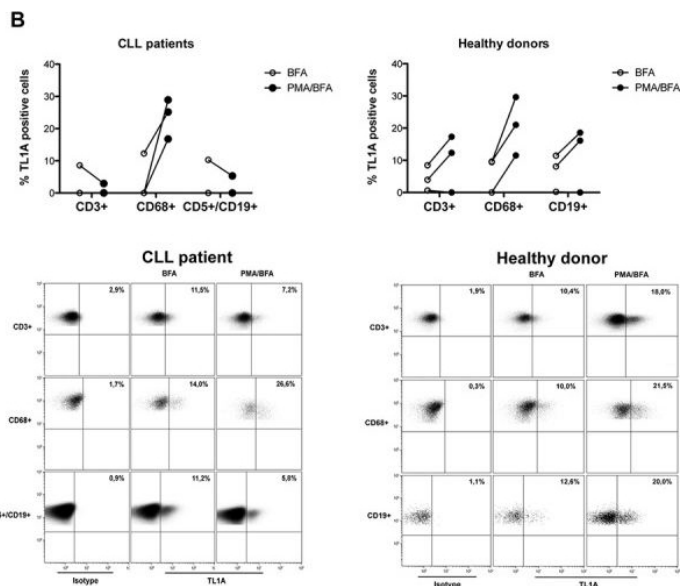 B
CLL patients
% TL1A positive cells
40
30
20
10
0
CD3+ CD68+ CD5+/CD19+
BFA
PMA/BFA
Healthy donors
% TL1A positive cells
40
30
20
10
0
CD3+ CD68+ CD19+
BFA
PMA/BFA
CLL patient
BFA PMA/BFA
CD3+ 2,9% 11,5% 7,2%
CD68+ 1,7% 14,0% 26,6%
+/CD19+ 0,9% 11,2% 5,8%
Isotype TL1A
Healthy donor
BFA PMA/BFA
CD3+ 1,9% 10,4% 18,0%
CD68+ 0,3% 10,0% 21,5%
CD19+ 1,1% 12,6% 20,0%
Isotype TL1A